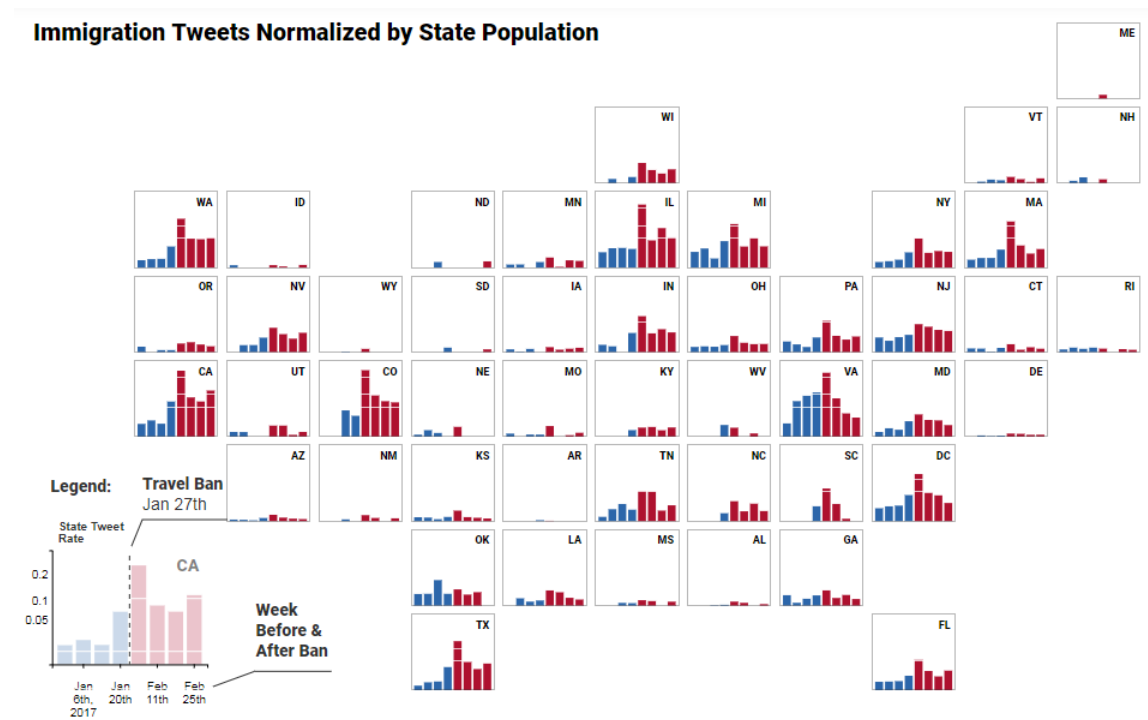 Immigration Tweets Normalized by State Population
ME
WI
VT
NH
WA
ID
ND
MN
IL
MI
NY
MA
OR
NV
WY
SD
IA
IN
OH
PA
NJ
CT
RI
CA
UT
CO
NE
MO
KY
WV
VA
MD
DE
AZ
NM
KS
AR
TN
NC
SC
DC
OK
LA
MS
AL
GA
TX
FL
Legend:
Travel Ban
Jan 27th
State Tweet
Rate
CA
0.2
0.1
0.05
Week
Before &
After Ban
Jan
6th,
2017
Jan
20th
Feb
11th
Feb
25th